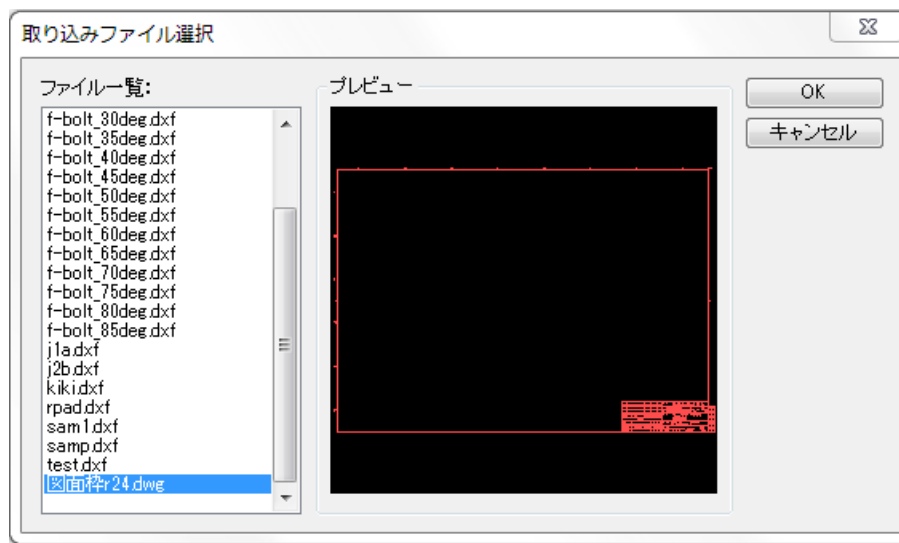 取り込みファイル選択
ファイル一覧:
f-bolt_30deg.dxf
f-bolt_35deg.dxf
f-bolt_40deg.dxf
f-bolt_45deg.dxf
f-bolt_50deg.dxf
f-bolt_55deg.dxf
f-bolt_60deg.dxf
f-bolt_65deg.dxf
f-bolt_70deg.dxf
f-bolt_75deg.dxf
f-bolt_80deg.dxf
f-bolt_85deg.dxf
j1a.dxf
j2b.dxf
kiki.dxf
rpad.dxf
sam1.dxf
samp.dxf
test.dxf
図面枠r24.dwg
プレビュー
OK
キャンセル